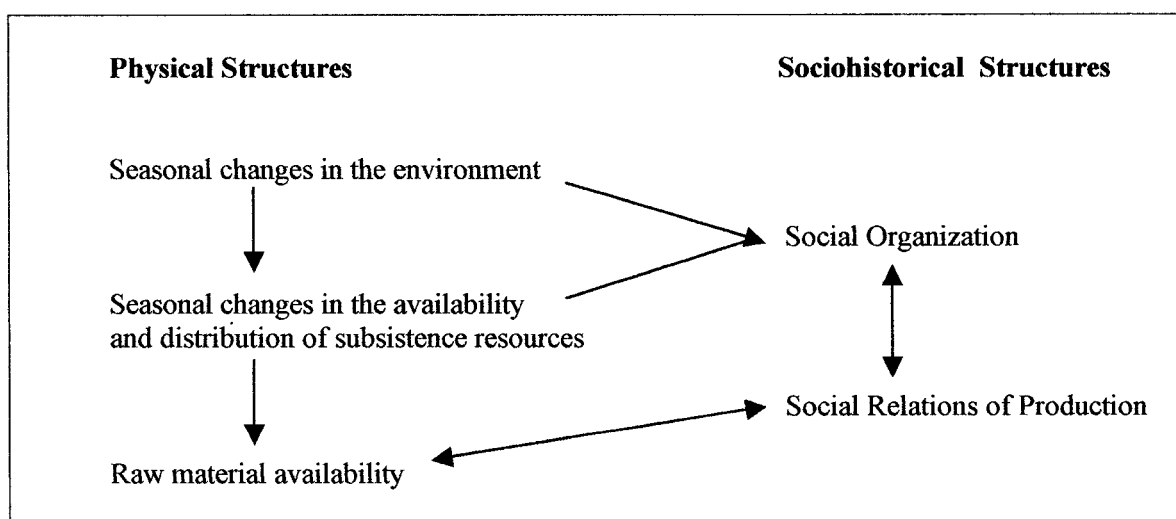 Physical Structures
Sociohistorical Structures
Seasonal changes in the environment
Social Organization
Seasonal changes in the availability
and distribution of subsistence resources
Social Relations of Production
Raw material availability